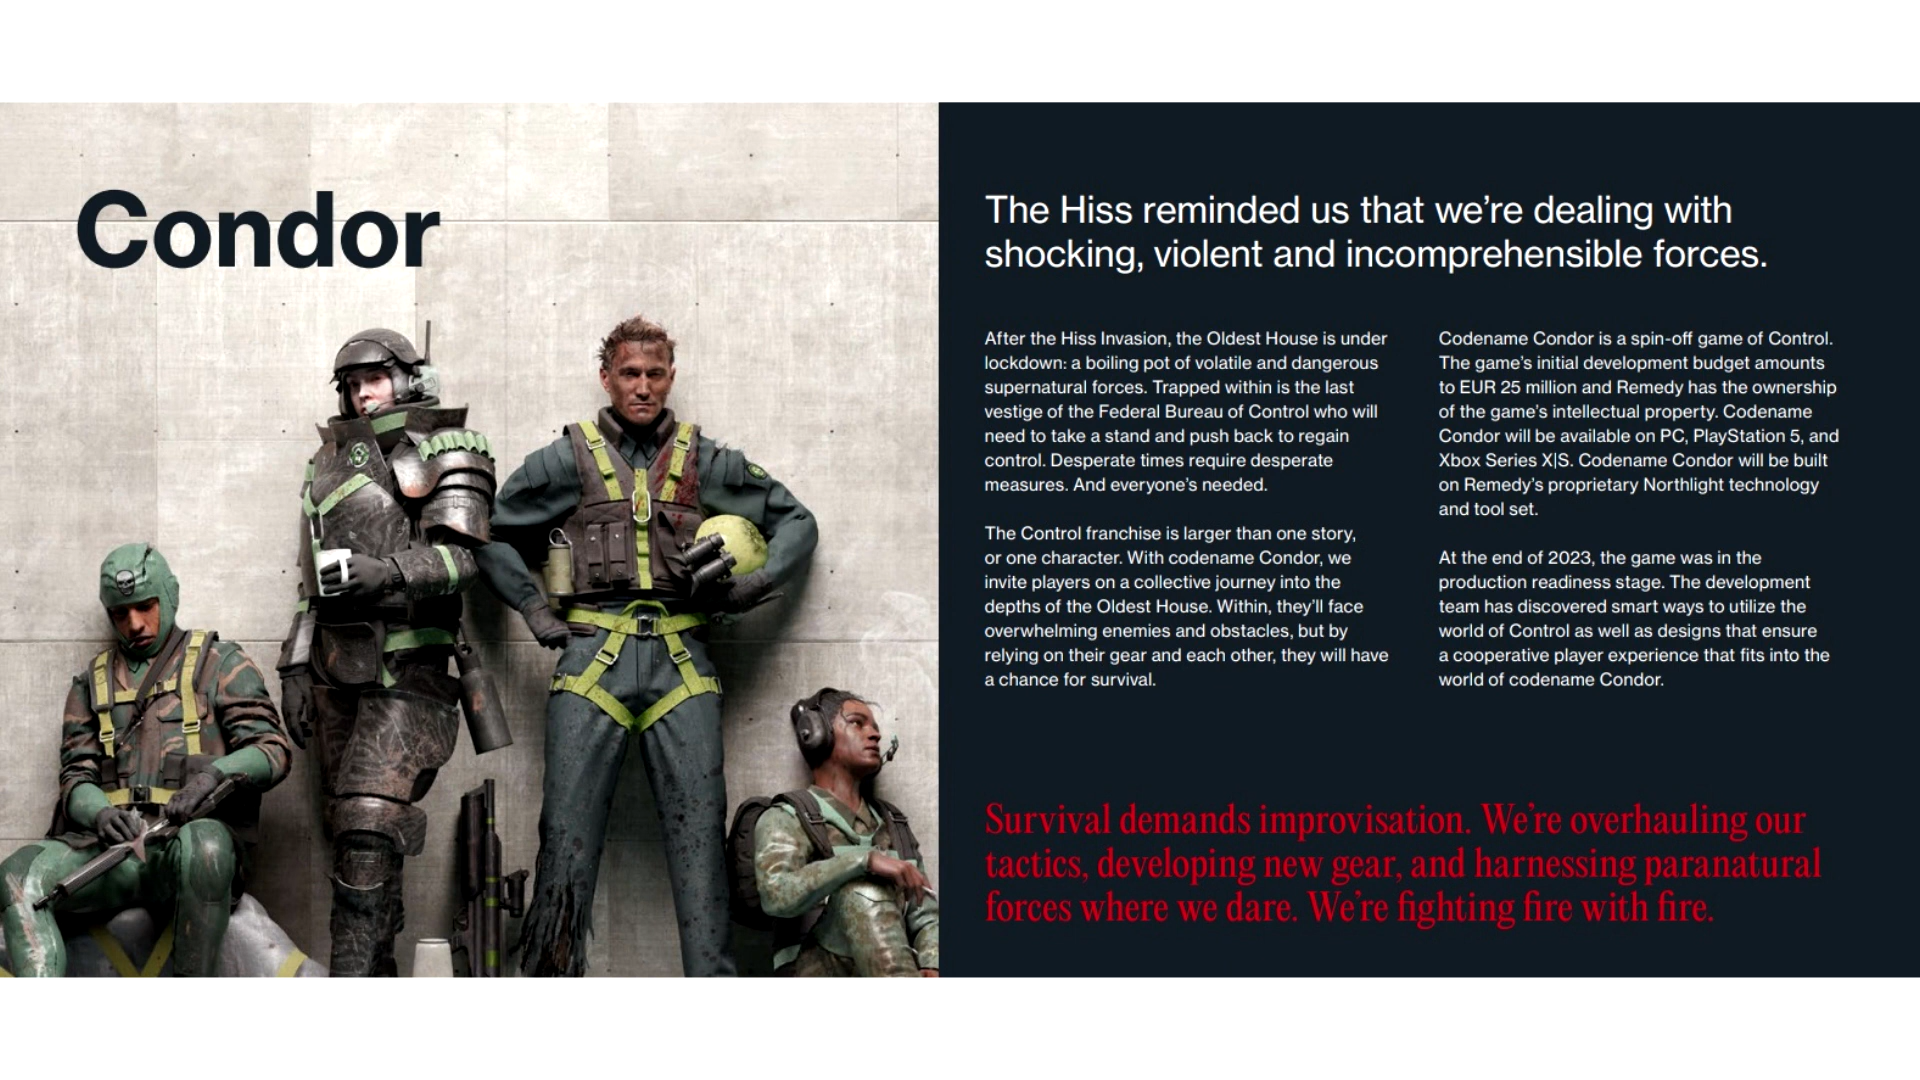 Condor
The Hiss reminded us that we're dealing with
shocking, violent and incomprehensible forces.
After the Hiss Invasion, the Oldest House is under
lockdown: a boiling pot of volatile and dangerous
supernatural forces. Trapped within is the last
vestige of the Federal Bureau of Control who will
need to take a stand and push back to regain
control. Desperate times require desperate
measures. And everyone's needed.
The Control franchise is larger than one story,
or one character. With codename Condor, we
invite players on a collective journey into the
depths of the Oldest House. Within, they'll face
overwhelming enemies and obstacles, but by
relying on their gear and each other, they will have
a chance for survival.
Codename Condor is a spin-off game of Control.
The game's initial development budget amounts
to EUR 25 million and Remedy has the ownership
of the game's intellectual property. Codename
Condor will be available on PC, PlayStation 5, and
Xbox Series X|S. Codename Condor will be built
on Remedy's proprietary Northlight technology
and tool set.
At the end of 2023, the game was in the
production readiness stage. The development
team has discovered smart ways to utilize the
world of Control as well as designs that ensure
a cooperative player experience that fits into the
world of codename Condor.
Survival demands improvisation. We're overhauling our
tactics, developing new gear, and harnessing paranatural
forces where we dare. We're fighting fire with fire.